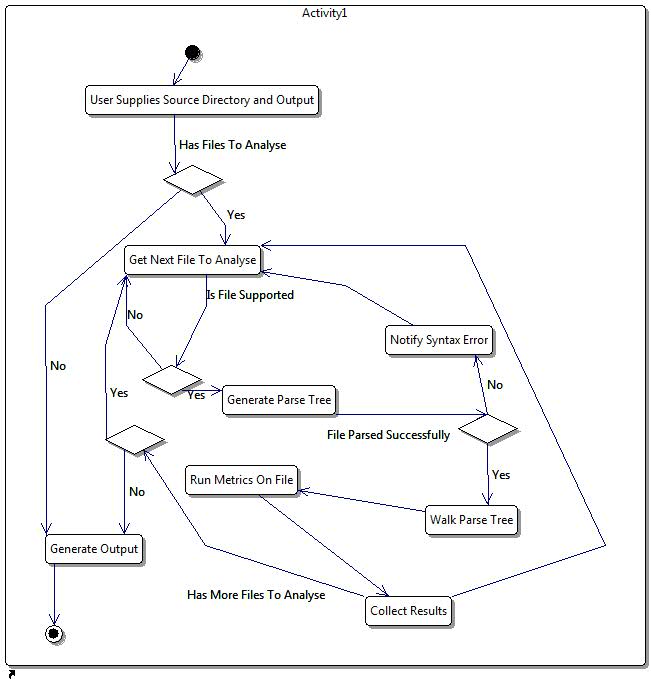 Activity1
User Supplies Source Directory and Output
Has Files To Analyse
Yes
Get Next File To Analyse
Is File Supported
No
Notify Syntax Error
No
Yes
Yes
Generate Parse Tree
No
File Parsed Successfully
Yes
Run Metrics On File
No
Walk Parse Tree
Generate Output
Has More Files To Analyse
Collect Results